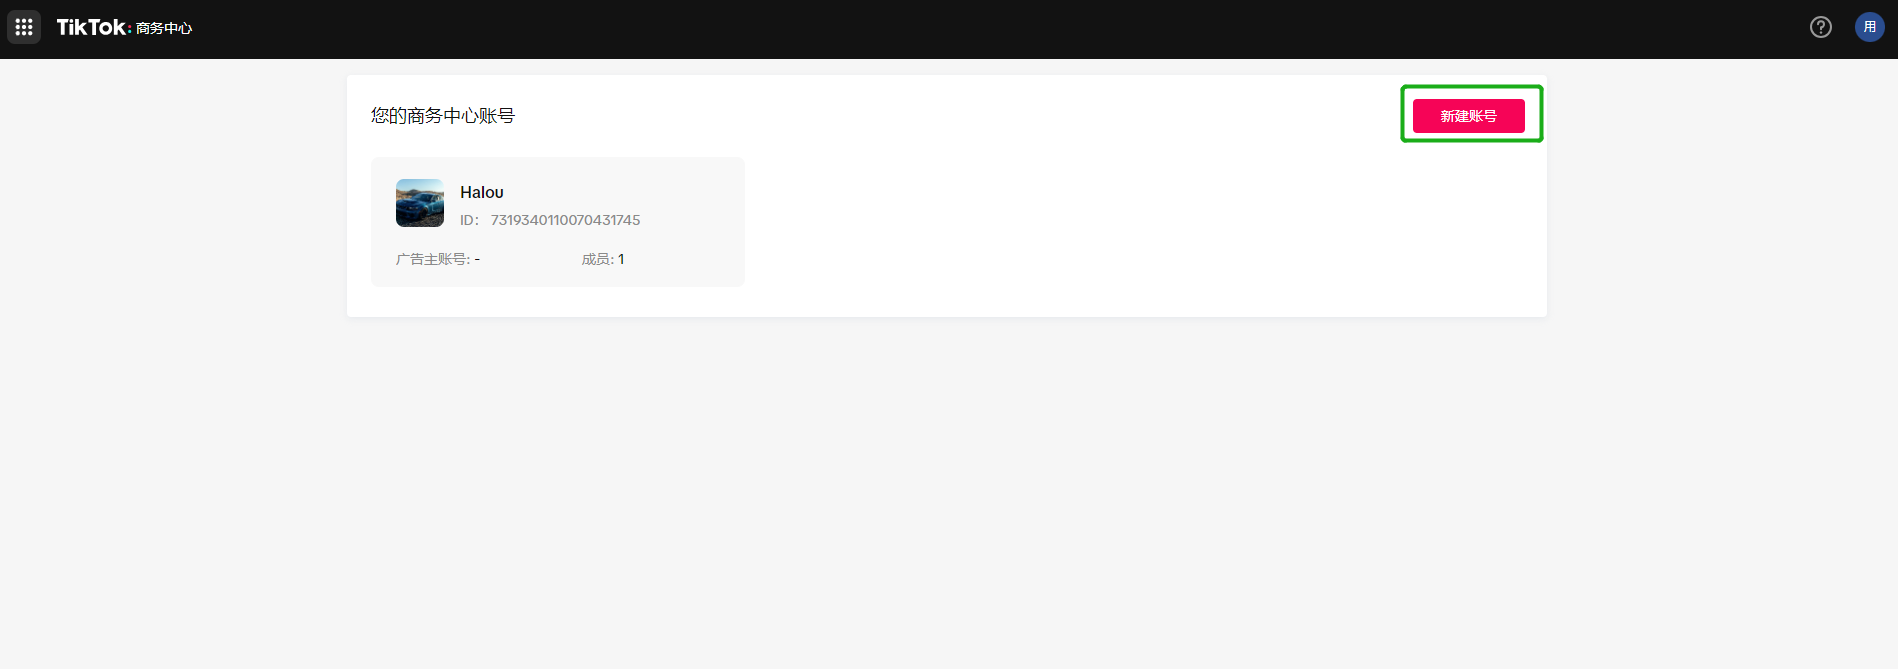 TikTok: 商务中心
用
您的商务中心账号
新建账号
Halou
ID： 7319340110070431745
广告主账号: -
成员: 1